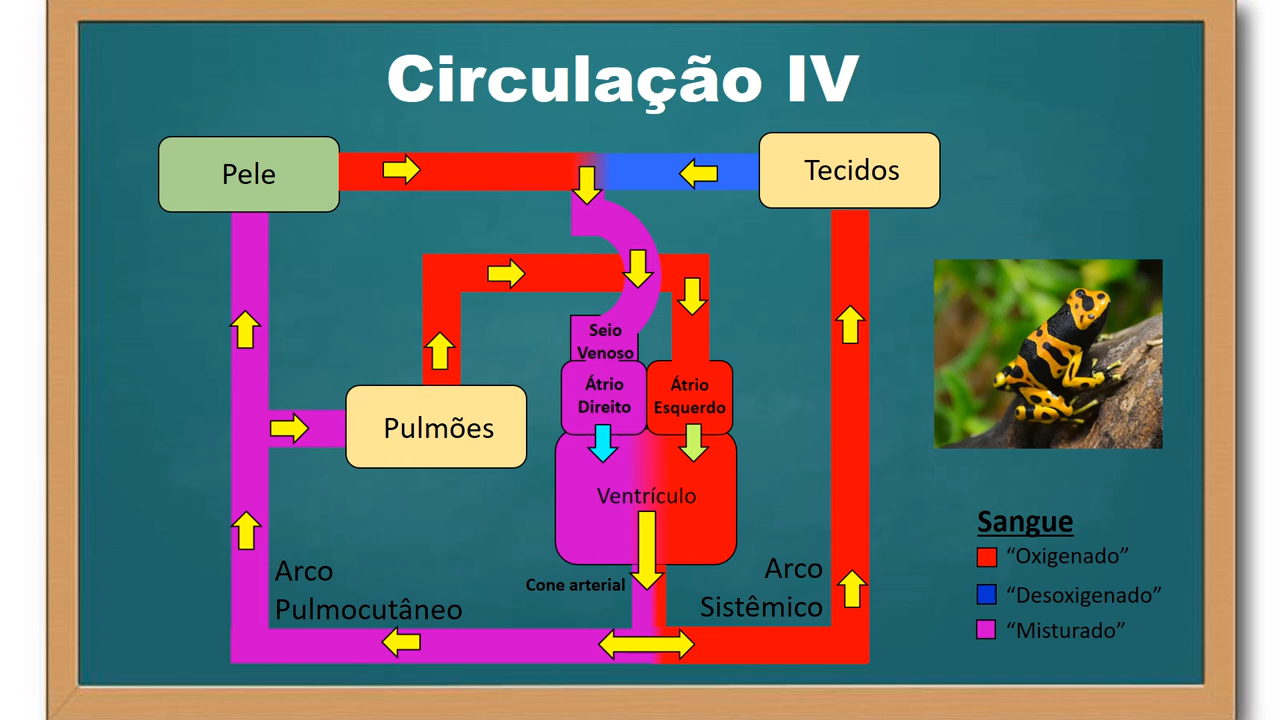 Circulação IV
Pele
Tecidos
Seio
Venoso
Átrio
Direito
Átrio
Esquerdo
Pulmões
Ventrículo
Cone arterial
Arco
Pulmocutâneo
Arco
Sistêmico
Sangue
“Oxigenado”
“Desoxigenado”
“Misturado”